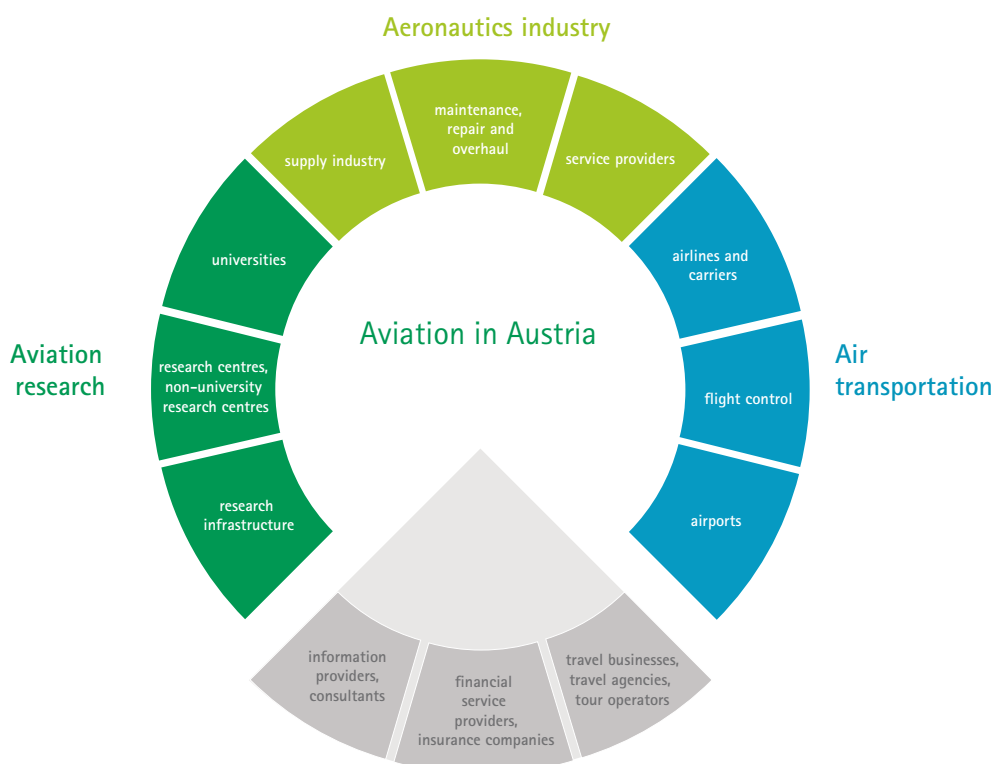 Aeronautics industry
maintenance,
repair and
overhaul
supply industry
service providers
universities
airlines and
carriers
Aviation in Austria
Aviation
research
research centres,
non-university
research centres
Air
transportation
flight control
research
infrastructure
airports
information
providers,
consultants
financial
service
providers,
insurance companies
travel businesses,
travel agencies,
tour operators